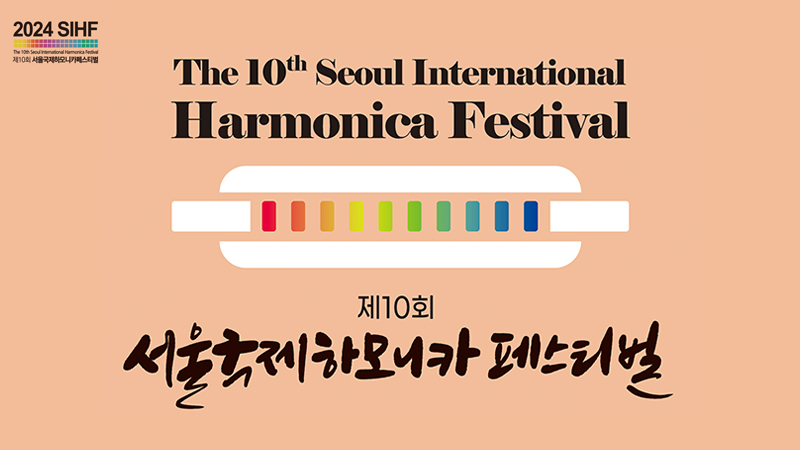 2024 SIHF
The 10th Seoul International Harmonica Festival
제10회 서울국제하모니카페스티벌
The 10th Seoul International
Harmonica Festival
제10회
서울국제하모니카 페스티벌